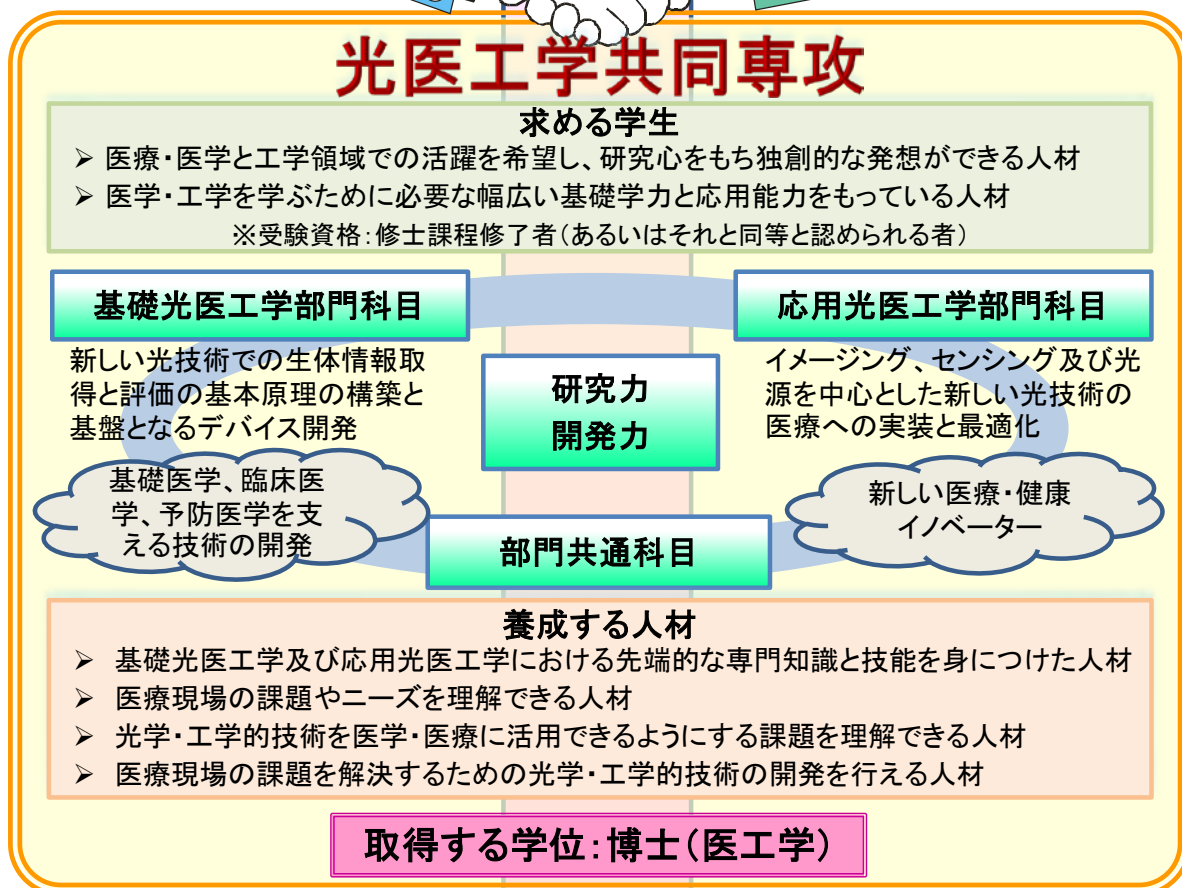 光医工学共同専攻
求める学生
➢ 医療・医学と工学領域での活躍を希望し、研究心をもち独創的な発想ができる人材
➢ 医学・工学を学ぶために必要な幅広い基礎学力と応用能力をもっている人材
※受験資格:修士課程修了者(あるいはそれと同等と認められる者)
基礎光医工学部門科目
新しい光技術での生体情報取
得と評価の基本原理の構築と
基盤となるデバイス開発
基礎医学、臨床医
学、予防医学を支
える技術の開発
研究力
開発力
応用光医工学部門科目
イメージング、センシング及び光
源を中心とした新しい光技術の
医療への実装と最適化
新しい医療・健康
イノベーター
部門共通科目
養成する人材
➢ 基礎光医工学及び応用光医工学における先端的な専門知識と技能を身につけた人材
➢ 医療現場の課題やニーズを理解できる人材
➢ 光学・工学的技術を医学・医療に活用できるようにする課題を理解できる人材
➢ 医療現場の課題を解決するための光学・工学的技術の開発を行える人材
取得する学位:博士(医工学)